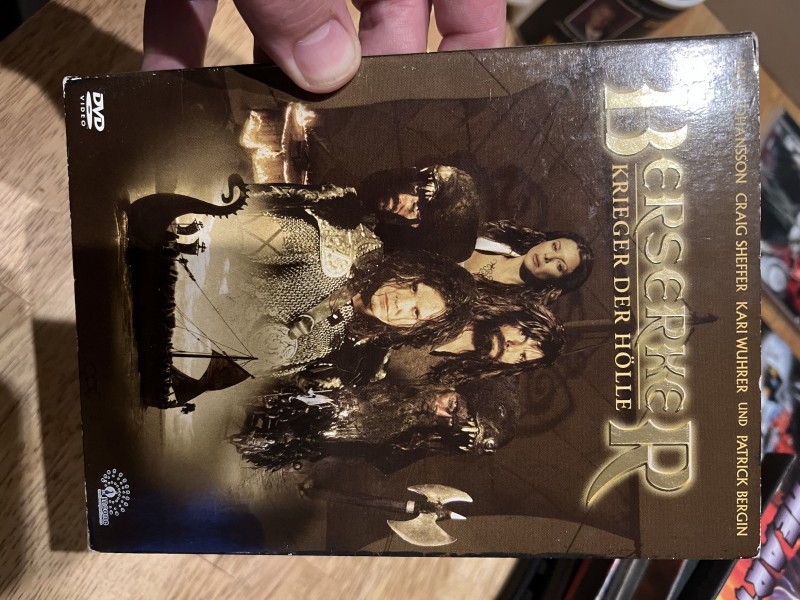 CRAIG SHEFFER KARI WUHRER UND PATRICK BERGIN
BERSERKER
KRIEGER DER HÖLLE
DVD
VIDEO